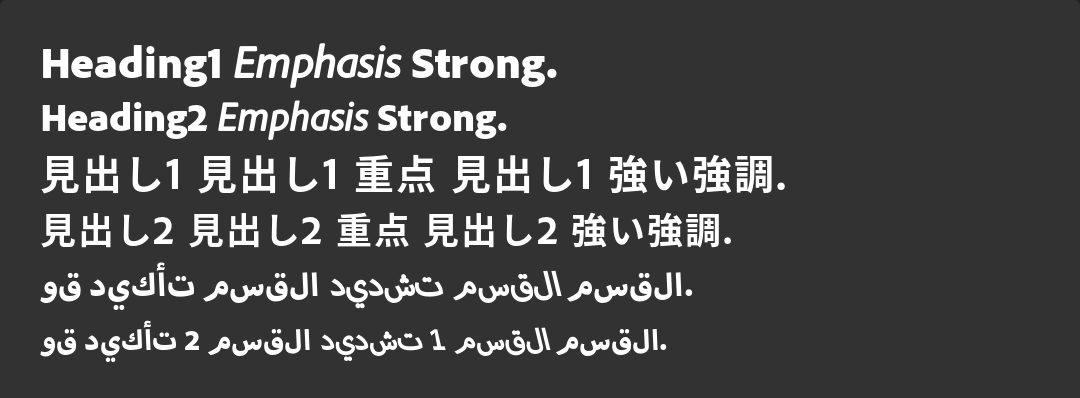 Heading1 Emphasis Strong.
Heading2 Emphasis Strong.
見出し1 見出し1 重点 見出し1 強い強調.
見出し2 見出し2 重点 見出し2 強い強調.
القسم القسم تشديد القسم تأكيد قو.
القسم القسم 1 تشديد القسم 2 تأكيد قو.